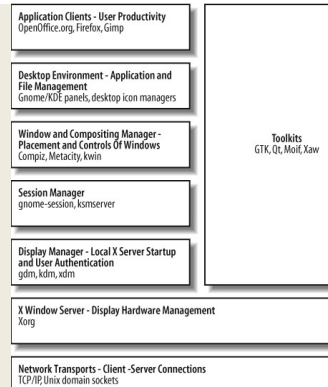 Application Clients - User Productivity
OpenOffice.org, Firefox, Gimp
Desktop Environment - Application and
File Management
Gnome/KDE panels, desktop icon managers
Window and Compositing Manager -
Placement and Controls Of Windows
Compiz, Metacity, kwin
Session Manager
gnome-session, ksmserver
Display Manager - Local X Server Startup
and User Authentication
gdm, kdm, xdm
Toolkits
GTK, Qt, Moif, Xaw
X Window Server - Display Hardware Management
Xorg
Network Transports - Client -Server Connections
TCP/IP, Unix domain sockets